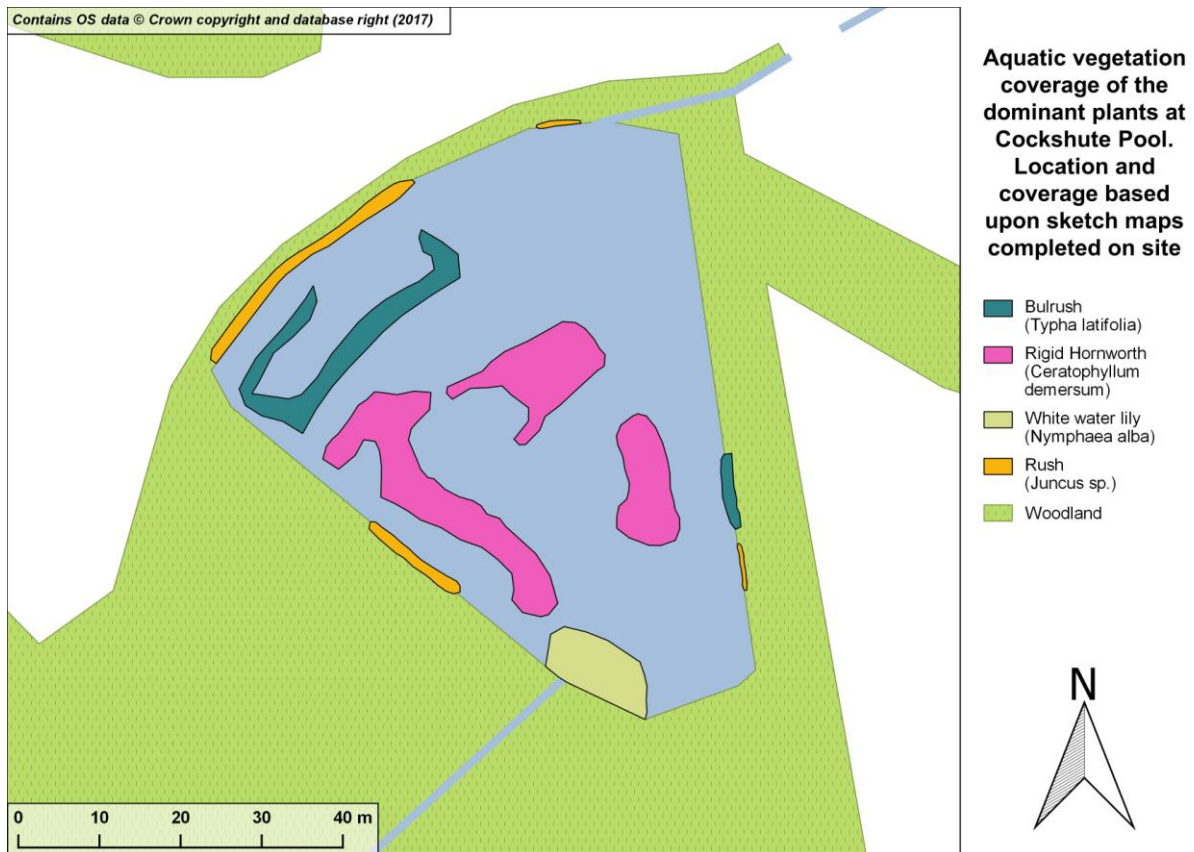 Contains OS data © Crown copyright and database right (2017)
Aquatic vegetation
coverage of the
dominant plants at
Cockshute Pool.
Location and
coverage based
upon sketch maps
completed on site
Bulrush
(Typha latifolia)
Rigid Hornworth
(Ceratophyllum
demersum)
White water lily
(Nymphaea alba)
Rush
(Juncus sp.)
Woodland
N
0 10 20 30 40 m